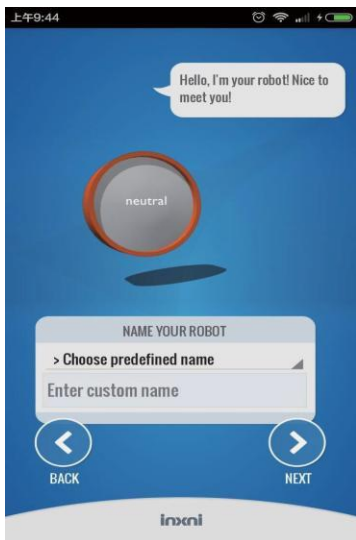 上午9:44
Hello, I'm your robot! Nice to
meet you!
neutral
NAME YOUR ROBOT
> Choose predefined name
Enter custom name
BACK
NEXT
inxni